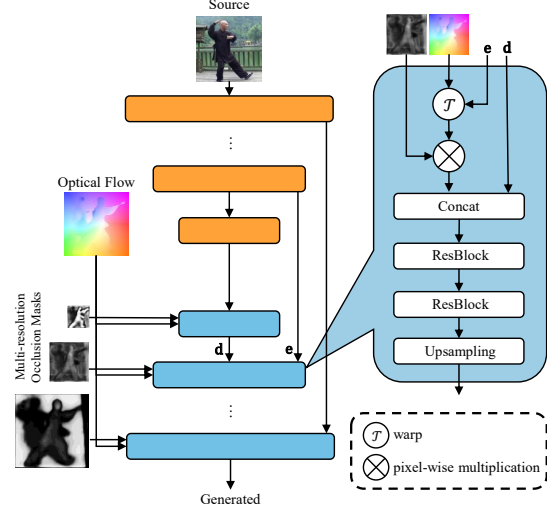 Source
e
d
𝒯
Optical Flow
Concat
ResBlock
ResBlock
Upsampling
Multi-resolution
Occlusion Masks
d
e
⋮
⋮
Generated
𝒯 warp
pixel-wise multiplication